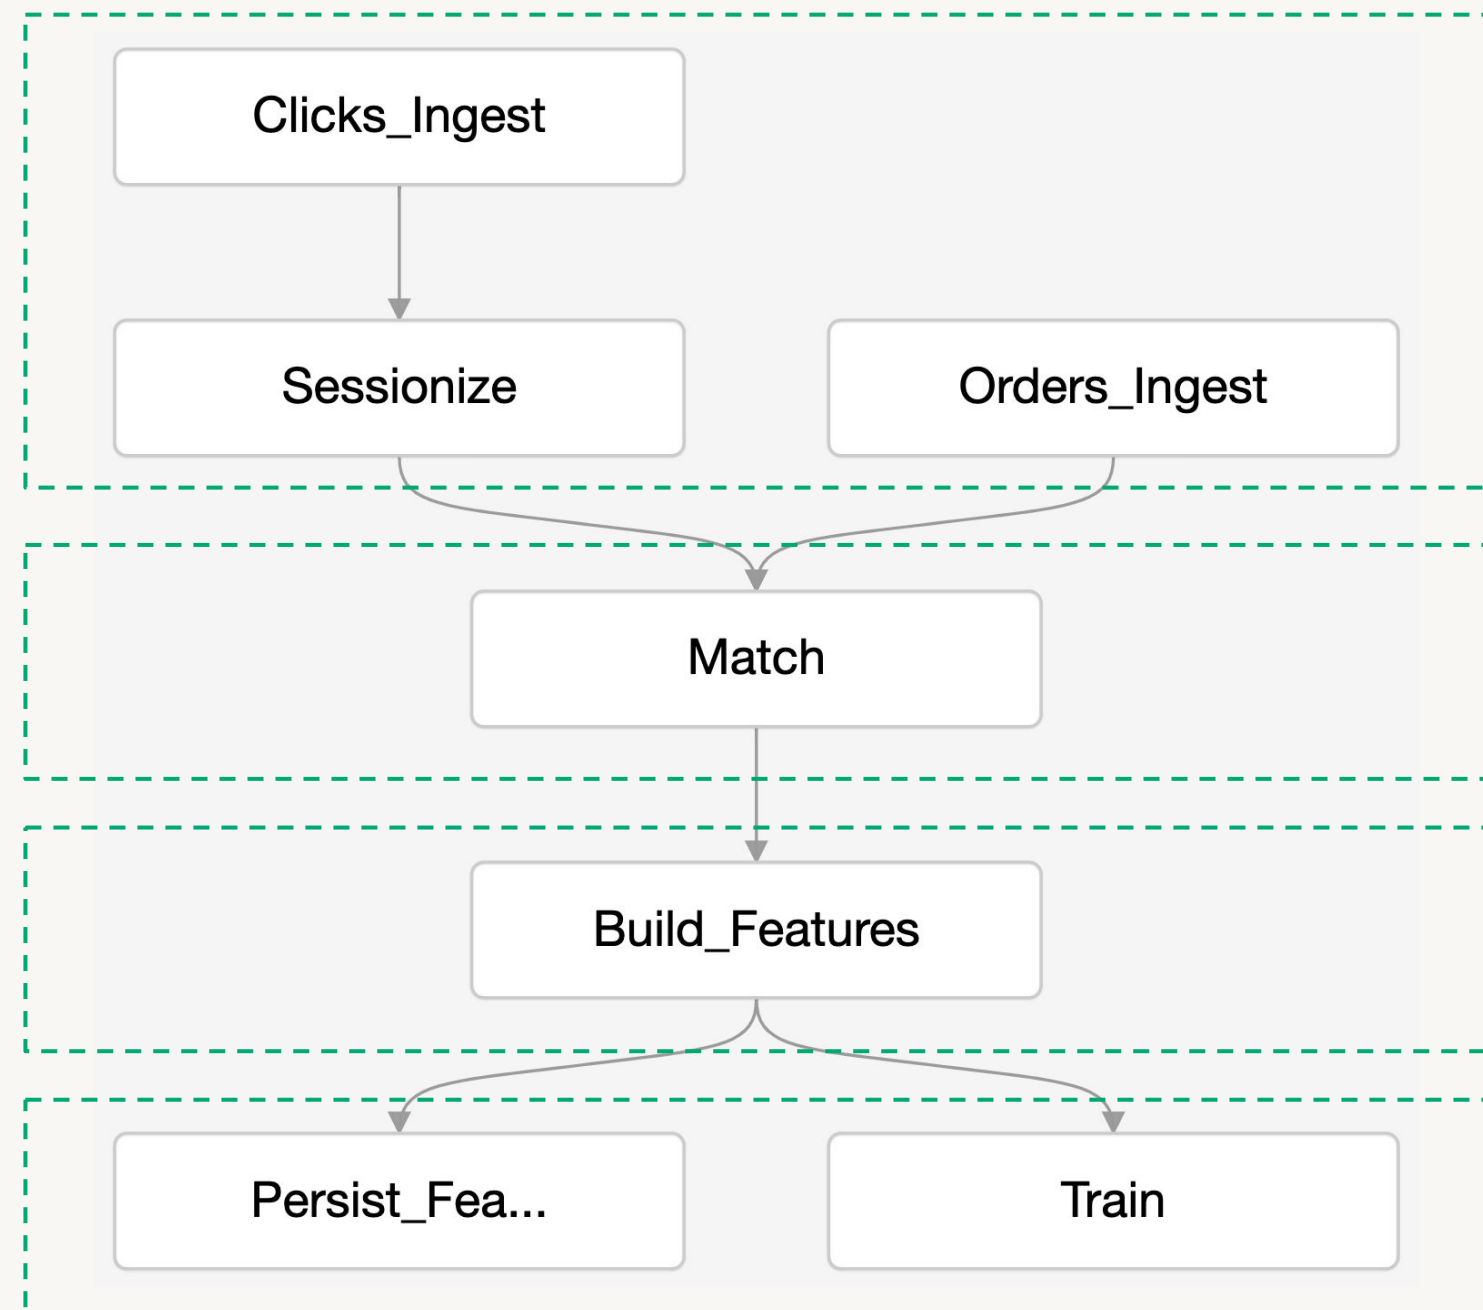 Clicks_Ingest
Sessionize
Orders_Ingest
Match
Build_Features
Persist_Fea...
Train